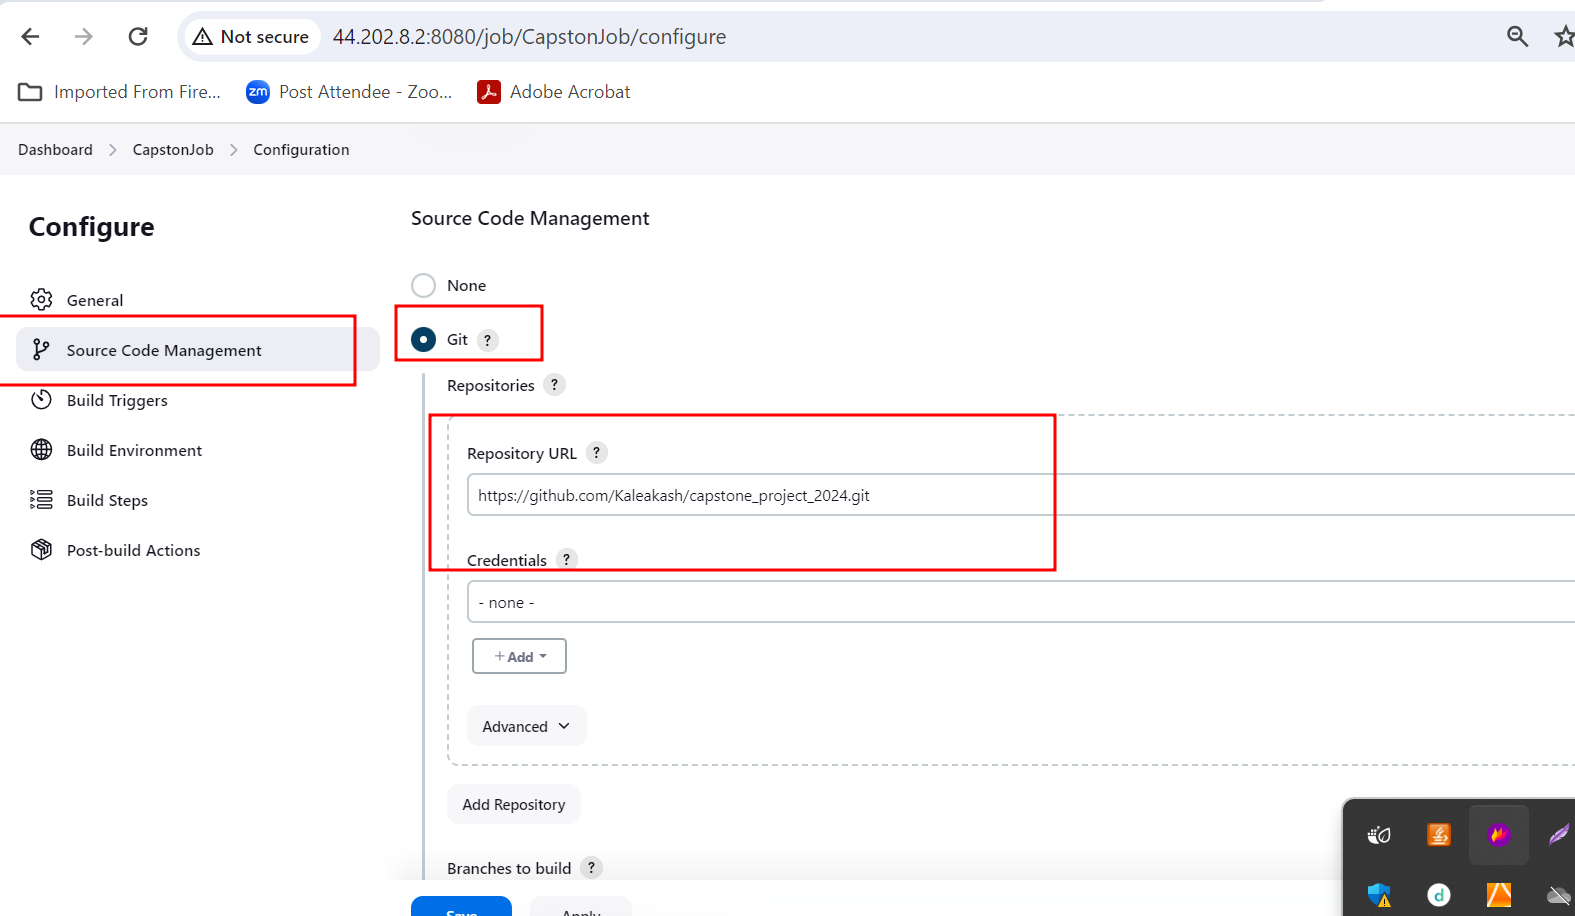 Not secure 44.202.8.2:8080/job/CapstonJob/configure
Imported From Fire... zm Post Attendee - Zoo... Adobe Acrobat
Dashboard CapstonJob Configuration
Configure
General
Source Code Management
Build Triggers
Build Environment
Build Steps
Post-build Actions
Source Code Management
None
Git ?
Repositories ?
Repository URL ?
https://github.com/Kaleakash/capstone_project_2024.git
Credentials ?
- none -
+ Add
Advanced
Add Repository
Branches to build ?
Save Apply
d